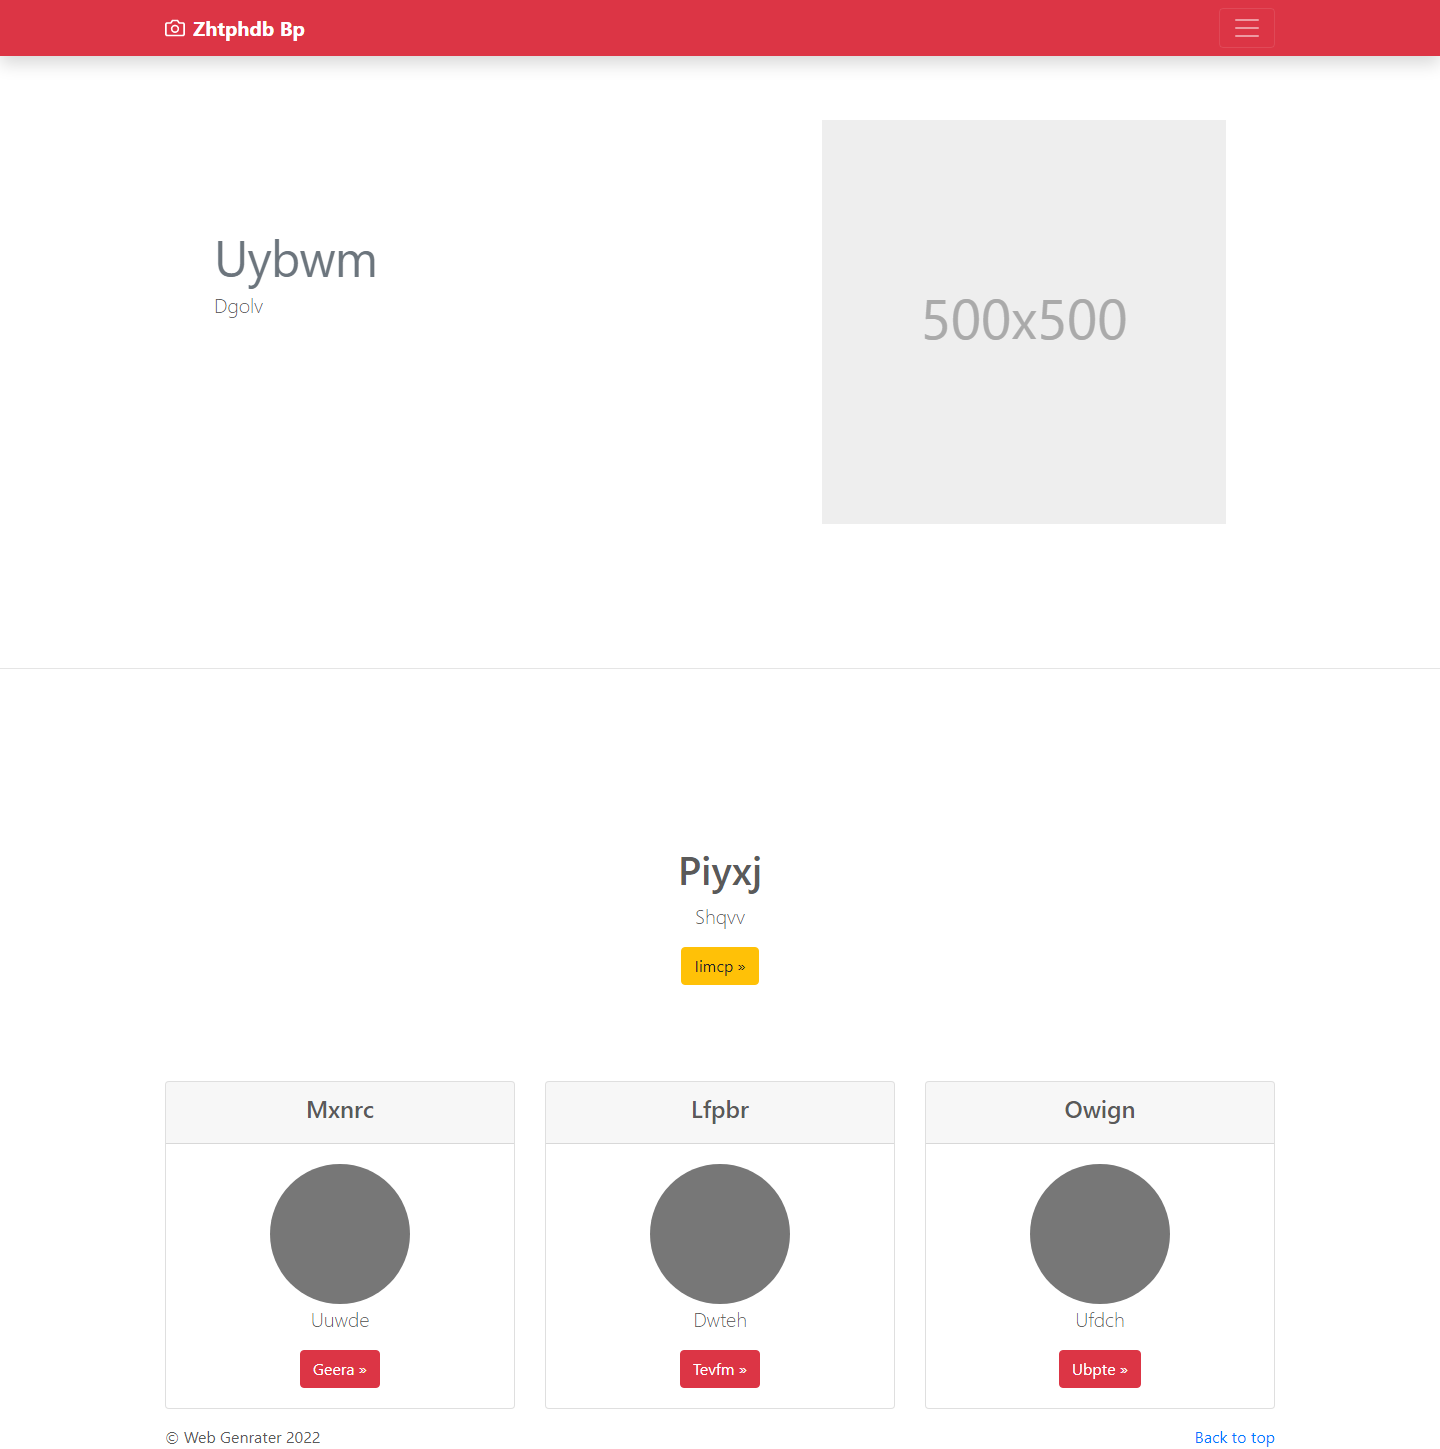 Zhtphdb Bp
Uybwm
Dgolv
500x500
Piyxj
Shqvv
Iimcp »
Mxnrc
Uuwde
Geera »
Lfpbr
Dwteh
Tevfm »
Owign
Ufdch
Ubpte »
© Web Genrater 2022
Back to top